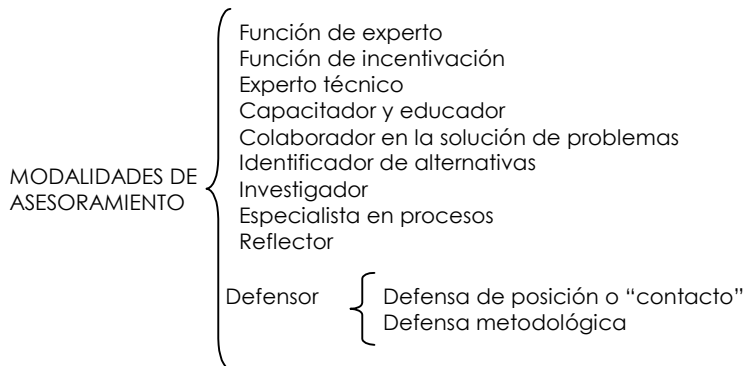 Función de experto
Función de incentivación
Experto técnico
Capacitador y educador
Colaborador en la solución de problemas
Identificador de alternativas
MODALIDADES DE
ASESORAMIENTO
Investigador
Especialista en procesos
Reflector
Defensor
Defensa de posición o “contacto”
Defensa metodológica